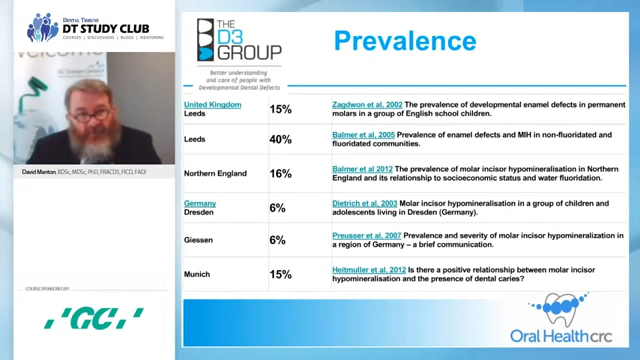 DENTAL TRIBUNE
DT STUDY CLUB
COURSES | DISCUSSIONS | BLOGS | MENTORING
David Manton, BDSc, MDSc, PhD, FRACDS, FICD, FADI
COURSE SPONSORED BY:
GC
THE
D3
GROUP
Better understanding
and care of people with
Developmental Dental Defects
Prevalence
United Kingdom
Leeds
15%
Zagdwon et al, 2002 The prevalence of developmental enamel defects in permanent
molars in a group of English school children.
Leeds
40%
Balmer et al, 2005 Prevalence of enamel defects and MIH in non-fluoridated and
fluoridated communities.
Northern England
16%
Balmer et al 2012 The prevalence of molar incisor hypomineralisation in Northern
England and its relationship to socioeconomic status and water fluoridation.
Germany
Dresden
6%
Dietrich et al, 2003 Molar incisor hypomineralisation in a group of children and
adolescents living in Dresden (Germany).
Giessen
6%
Preusser et al, 2007 Prevalence and severity of molar incisor hypomineralization in
a region of Germany – a brief communication.
Munich
15%
Heitmuller et al, 2012 Is there a positive relationship between molar incisor
hypomineralisation and the presence of dental caries?
Oral Health crc